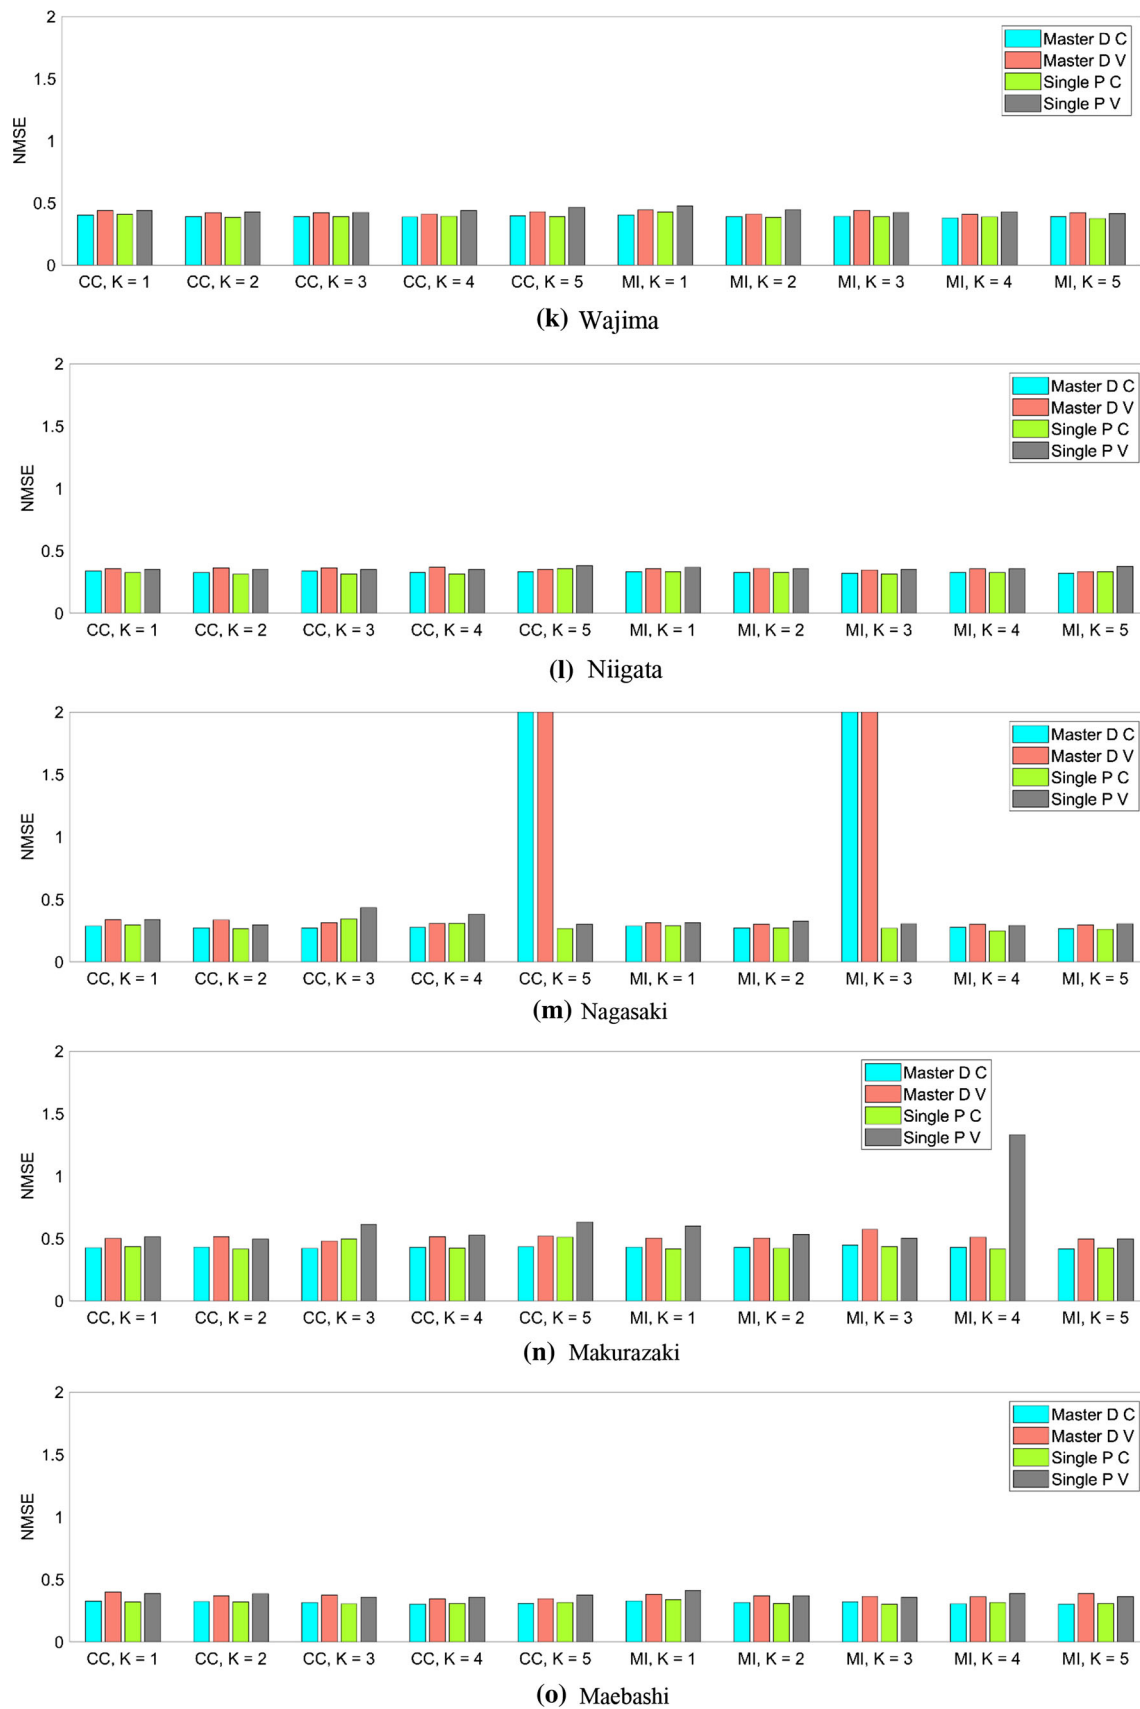 2
1.5
1
0.5
0
NMSE
Master D C
Master D V
Single P C
Single P V
CC, K = 1 CC, K = 2 CC, K = 3 CC, K = 4 CC, K = 5 MI, K = 1 MI, K = 2 MI, K = 3 MI, K = 4 MI, K = 5
(k) Wajima
2
1.5
1
0.5
0
NMSE
Master D C
Master D V
Single P C
Single P V
CC, K = 1 CC, K = 2 CC, K = 3 CC, K = 4 CC, K = 5 MI, K = 1 MI, K = 2 MI, K = 3 MI, K = 4 MI, K = 5
(l) Niigata
2
1.5
1
0.5
0
NMSE
Master D C
Master D V
Single P C
Single P V
CC, K = 1 CC, K = 2 CC, K = 3 CC, K = 4 CC, K = 5 MI, K = 1 MI, K = 2 MI, K = 3 MI, K = 4 MI, K = 5
(m) Nagasaki
2
1.5
1
0.5
0
NMSE
Master D C
Master D V
Single P C
Single P V
CC, K = 1 CC, K = 2 CC, K = 3 CC, K = 4 CC, K = 5 MI, K = 1 MI, K = 2 MI, K = 3 MI, K = 4 MI, K = 5
(n) Makurazaki
2
1.5
1
0.5
0
NMSE
Master D C
Master D V
Single P C
Single P V
CC, K = 1 CC, K = 2 CC, K = 3 CC, K = 4 CC, K = 5 MI, K = 1 MI, K = 2 MI, K = 3 MI, K = 4 MI, K = 5
(o) Maebashi